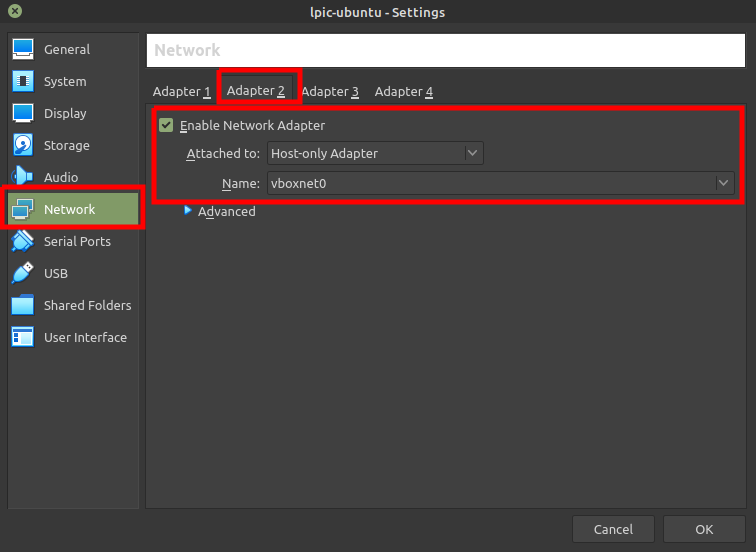 lpic-ubuntu - Settings
General
System
Display
Storage
Audio
Network
Serial Ports
USB
Shared Folders
User Interface
Network
Adapter 1 Adapter 2 Adapter 3 Adapter 4
Enable Network Adapter
Attached to: Host-only Adapter
Name: vboxnet0
Advanced
Cancel OK